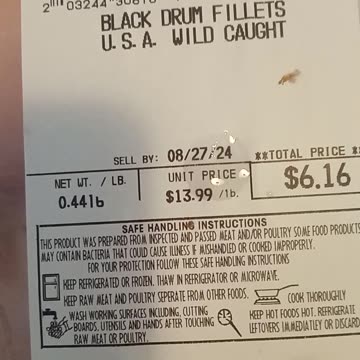 BLACK DRUM FILLETS
U.S.A. WILD CAUGHT
SELL BY: 08/27/24 **TOTAL PRICE
NET WT. / LB. UNIT PRICE $6.16
0.44lb $13.99 /lb.
SAFE HANDLING INSTRUCTIONS
THIS PRODUCT WAS PREPARED FROM INSPECTED AND PASSED MEAT AND/OR POULTRY SOME FOOD PRODUCTS
MAY CONTAIN BACTERIA THAT COULD CAUSE ILLNESS IF MISHANDLED OR COOKED IMPROPERLY.
FOR YOUR PROTECTION FOLLOW THESE SAFE HANDLING INSTRUCTIONS
KEEP REFRIGERATED OR FROZEN. THAW IN REFRIGERATOR OR MICROWAVE.
KEEP RAW MEAT AND POULTRY SEPERATE FROM OTHER FOODS. COOK THOROUGHLY
WASH WORKING SURFACES INCLUDING, CUTTING KEEP HOT FOODS HOT. REFRIGERATE
BOARDS, UTENSILS AND HANDS AFTER TOUCHING LEFTOVERS IMMEDIATLEY OR DISCARD
RAW MEAT OR POULTRY.